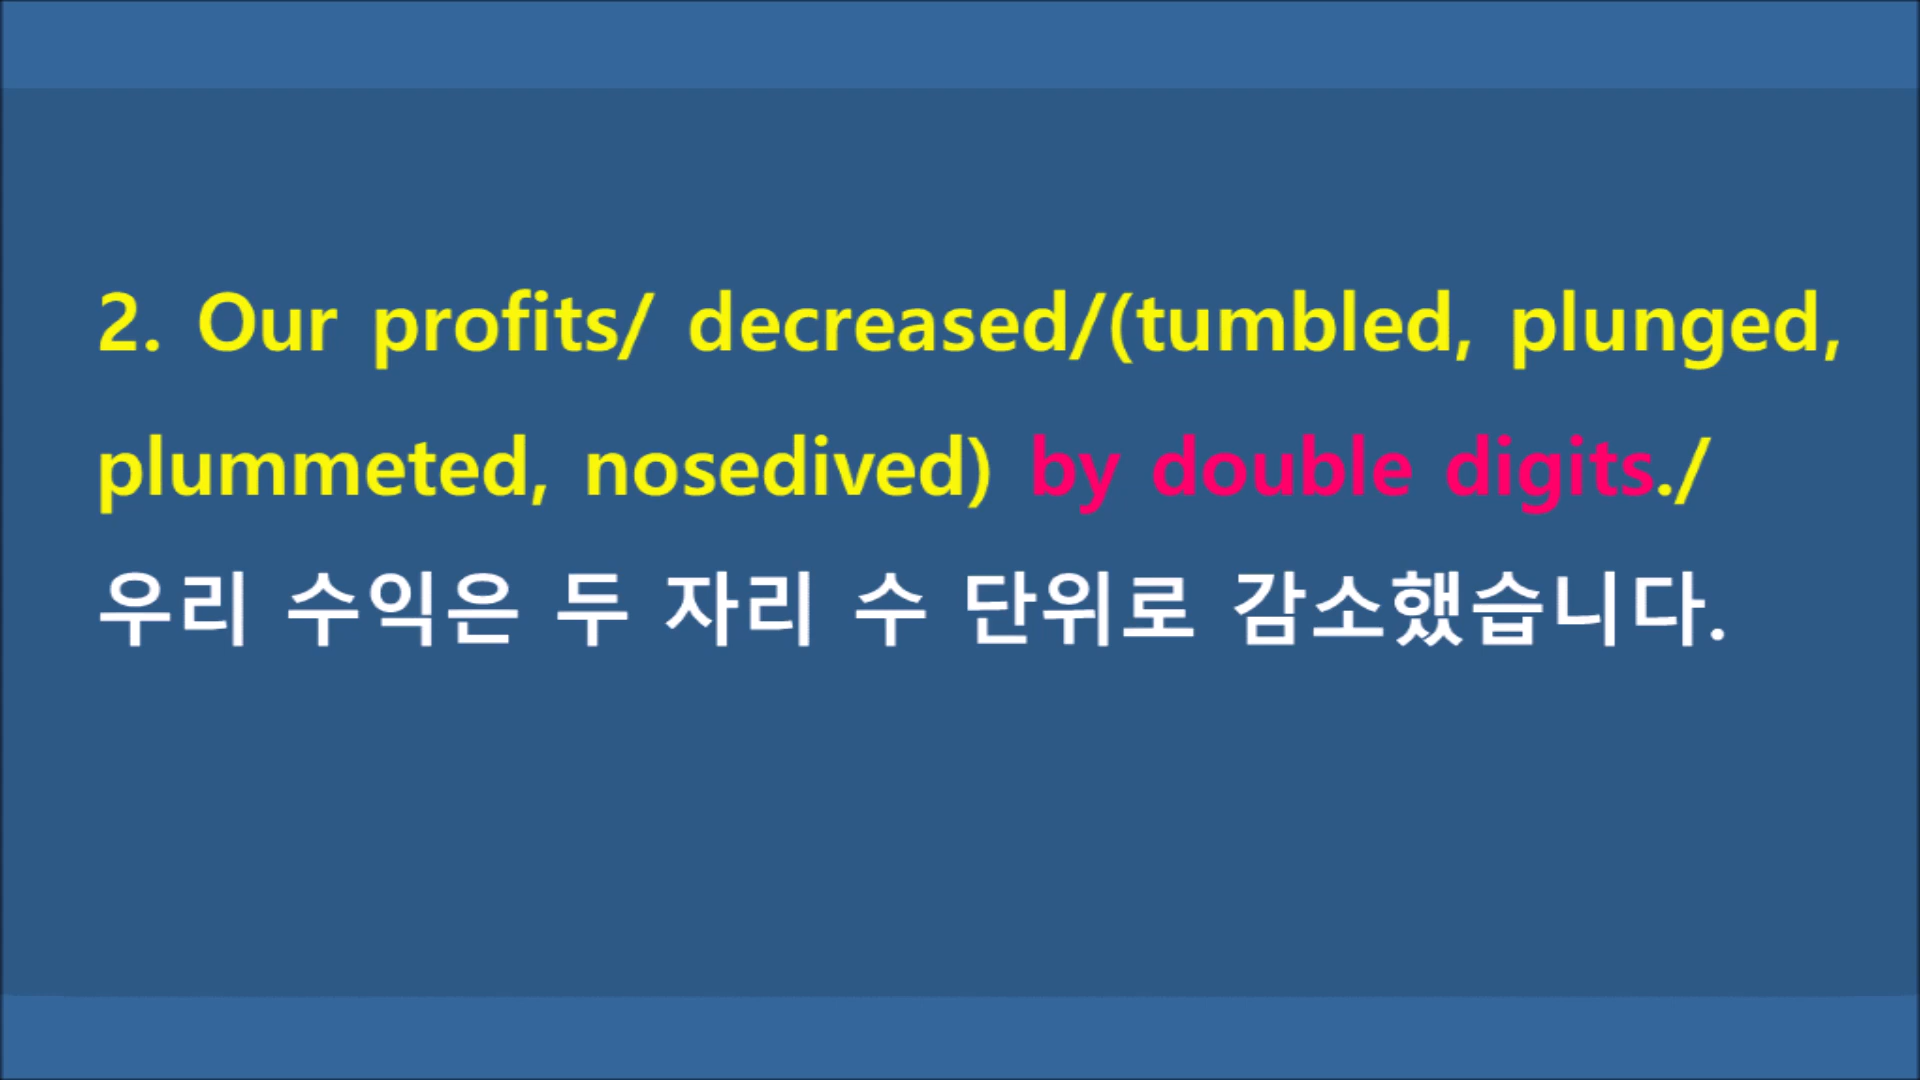 2. Our profits/ decreased/(tumbled, plunged,
plummeted, nosedived) by double digits./
우리 수익은 두 자리 수 단위로 감소했습니다.